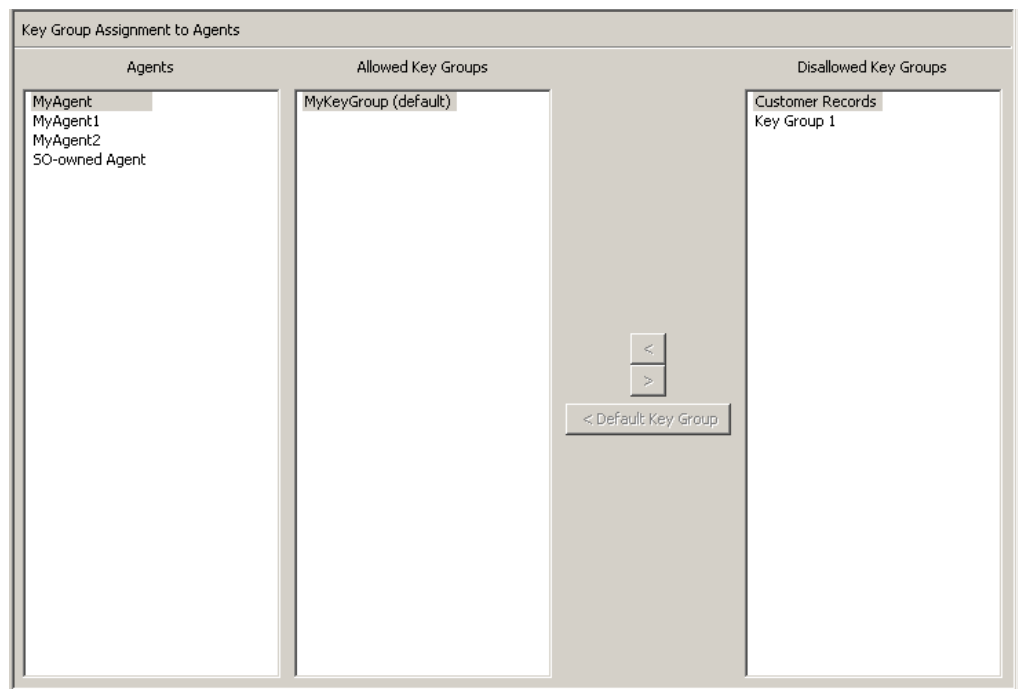 Key Group Assignment to Agents
Agents
Allowed Key Groups
Disallowed Key Groups
MyAgent
MyAgent1
MyAgent2
SO-owned Agent
MyKeyGroup (default)
Customer Records
Key Group 1
<
>
< Default Key Group